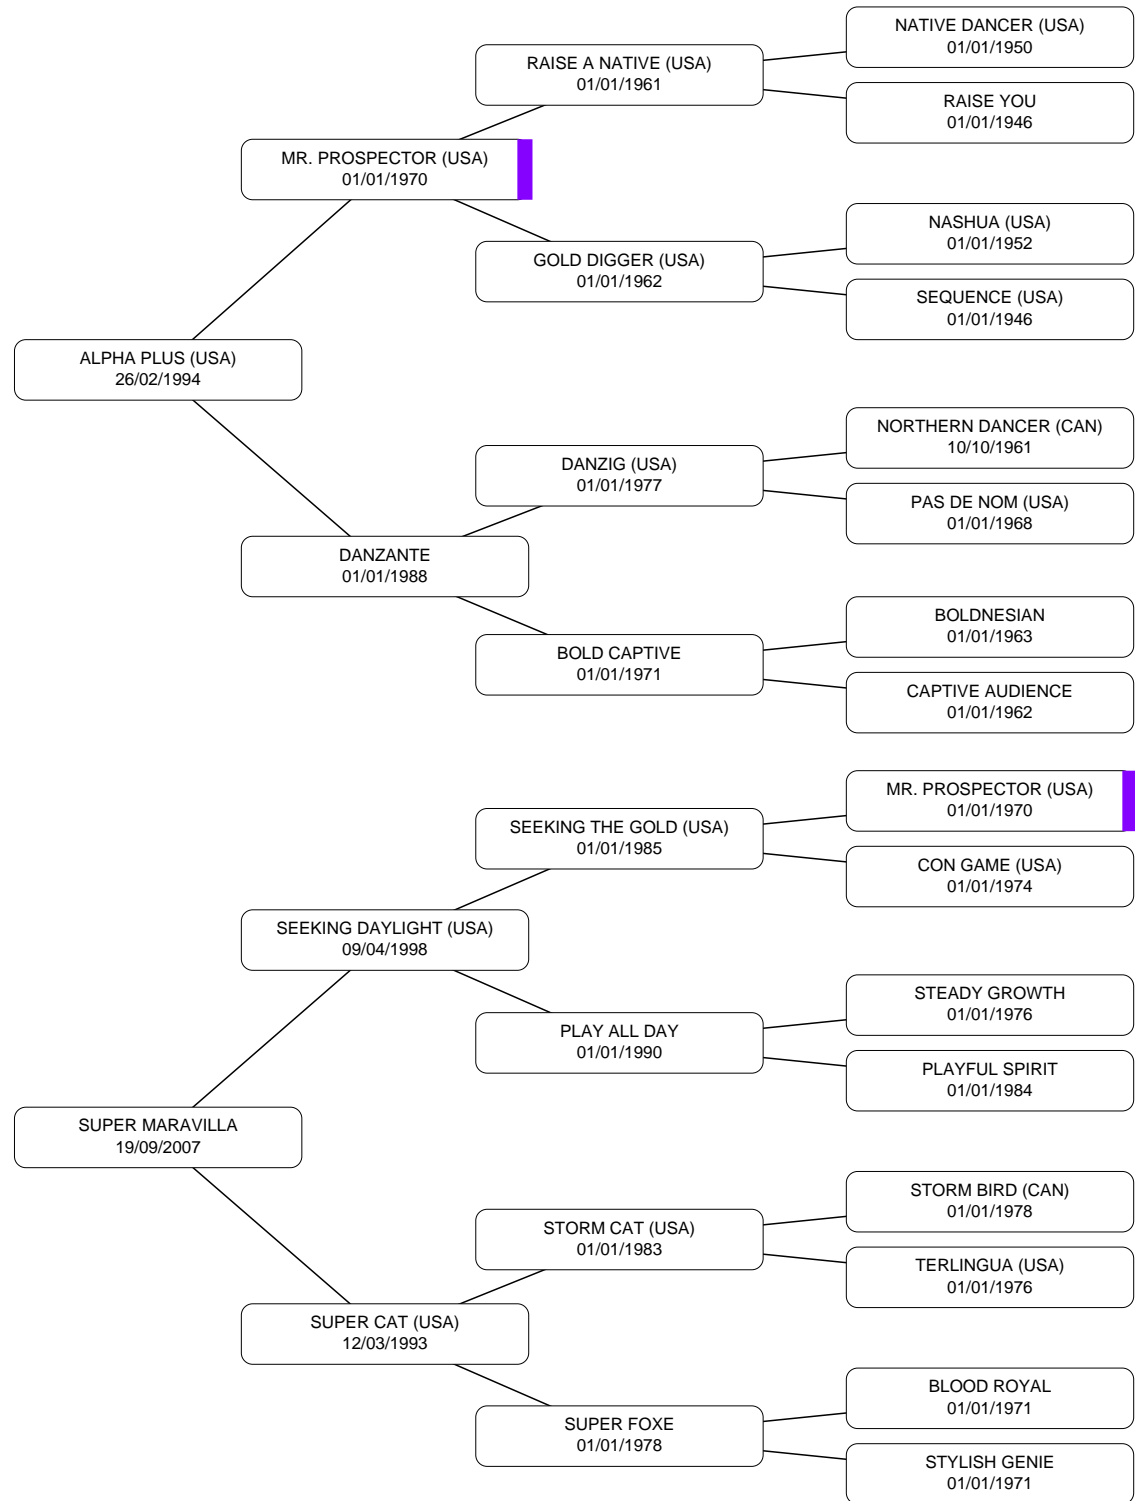 NATIVE DANCER (USA)
01/01/1950
RAISE A NATIVE (USA)
01/01/1961
RAISE YOU
01/01/1946
MR. PROSPECTOR (USA)
01/01/1970
NASHUA (USA)
01/01/1952
GOLD DIGGER (USA)
01/01/1962
SEQUENCE (USA)
01/01/1946
ALPHA PLUS (USA)
26/02/1994
NORTHERN DANCER (CAN)
10/10/1961
DANZIG (USA)
01/01/1977
PAS DE NOM (USA)
01/01/1968
DANZANTE
01/01/1988
BOLDNESIAN
01/01/1963
BOLD CAPTIVE
01/01/1971
CAPTIVE AUDIENCE
01/01/1962
MR. PROSPECTOR (USA)
01/01/1970
SEEKING THE GOLD (USA)
01/01/1985
CON GAME (USA)
01/01/1974
SEEKING DAYLIGHT (USA)
09/04/1998
STEADY GROWTH
01/01/1976
PLAY ALL DAY
01/01/1990
PLAYFUL SPIRIT
01/01/1984
SUPER MARAVILLA
19/09/2007
STORM BIRD (CAN)
01/01/1978
STORM CAT (USA)
01/01/1983
TERLINGUA (USA)
01/01/1976
SUPER CAT (USA)
12/03/1993
BLOOD ROYAL
01/01/1971
SUPER FOXE
01/01/1978
STYLISH GENIE
01/01/1971